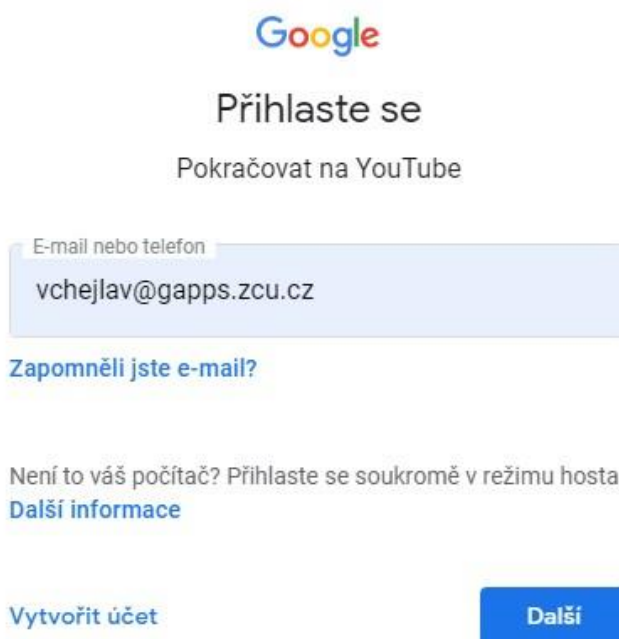 Google
Přihlaste se
Pokračovat na YouTube
E-mail nebo telefon
vchejlav@gapps.zcu.cz
Zapomněli jste e-mail?
Není to váš počítač? Přihlaste se soukromě v režimu hosta
Další informace
Vytvořit účet
Další